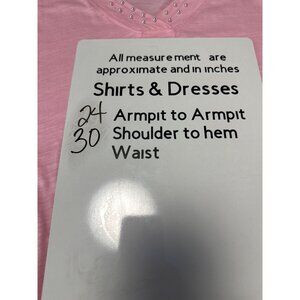 All measurement are
approximate and in inches
Shirts & Dresses
24 Armpit to Armpit
30 Shoulder to hem
Waist